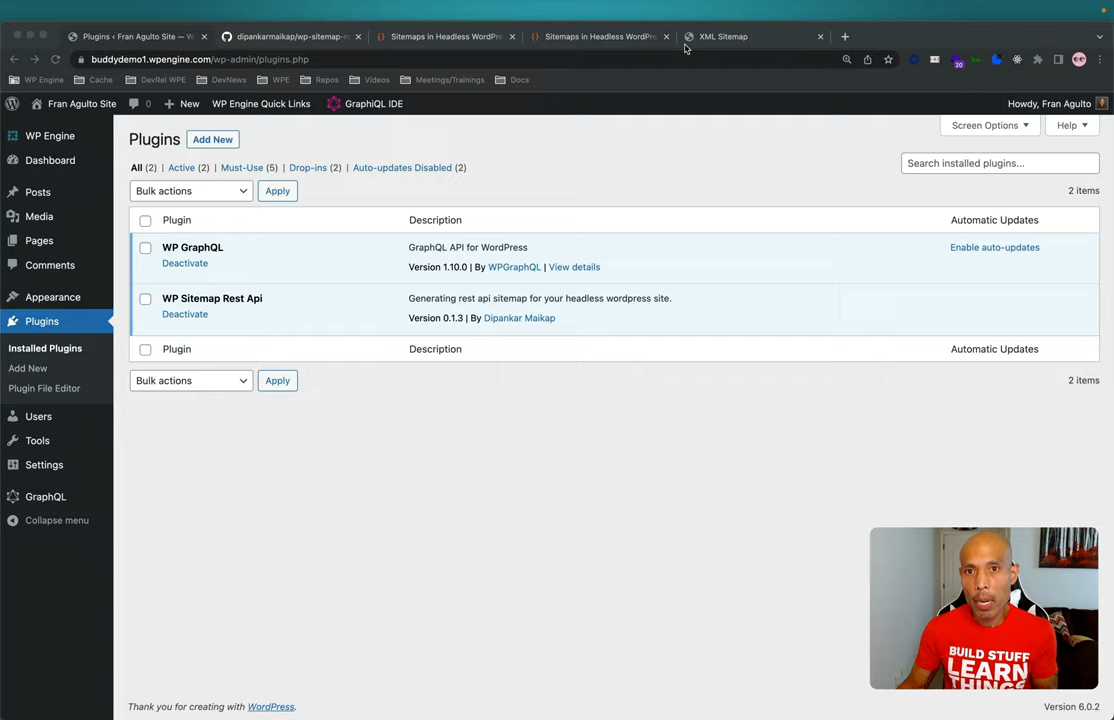 Plugins ‹ Fran Agulto Site — W
dipankarmaikap/wp-sitemap-re
Sitemaps in Headless WordPre
Sitemaps in Headless WordPre
XML Sitemap
buddydemo1.wpengine.com/wp-admin/plugins.php
20
WP Engine
Cache
DevRel WPE
DevNews
WPE
Repos
Videos
Meetings/Trainings
Docs
Fran Agulto Site
0
New
WP Engine Quick Links
GraphiQL IDE
Howdy, Fran Agulto
WP Engine
Dashboard
Posts
Media
Pages
Comments
Appearance
Plugins
Installed Plugins
Add New
Plugin File Editor
Users
Tools
Settings
GraphQL
Collapse menu
Plugins
Add New
Screen Options
Help
All (2) | Active (2) | Must-Use (5) | Drop-ins (2) | Auto-updates Disabled (2)
Search installed plugins...
Bulk actions
Apply
2 items
Plugin
Description
Automatic Updates
WP GraphQL
Deactivate
GraphQL API for WordPress
Version 1.10.0 | By WPGraphQL | View details
Enable auto-updates
WP Sitemap Rest Api
Deactivate
Generating rest api sitemap for your headless wordpress site.
Version 0.1.3 | By Dipankar Maikap
Plugin
Description
Automatic Updates
Bulk actions
Apply
2 items
BUILD STUFF
LEARN
THINGS
Thank you for creating with WordPress.
Version 6.0.2